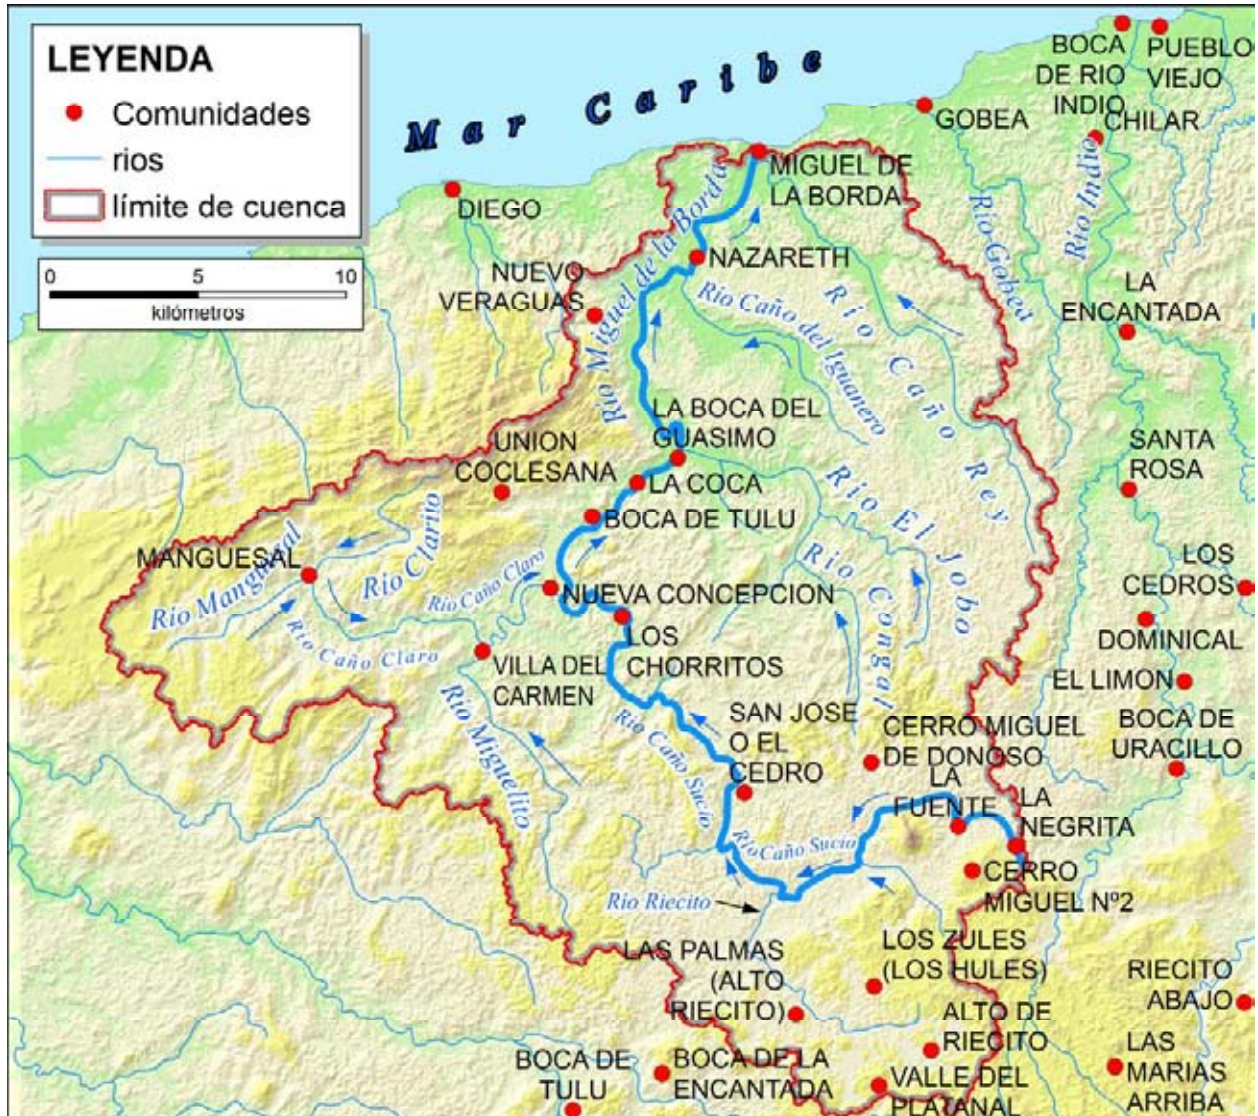 LEYENDA
Comunidades
rios
límite de cuenca
0 5 10
kilómetros
Mar Caribe
BOCA
DE RIO
INDIO
PUEBLO
VIEJO
GOBEA
CHILAR
MIGUEL DE
LA BORDA
DIEGO
NAZARETH
NUEVO
VERAGUAS
Río Miguel de la Borda
Río Gobea
Río Indio
LA
ENCANTADA
Río Caño del Iguanero
Río Caño Rey
LA BOCA DEL
GUASIMO
UNION
COCLESANA
LA COCA
BOCA DE TULU
SANTA
ROSA
Río El Jobo
MANGUESAL
Río Mangual
Río Clarito
Río Caño Claro
NUEVA CONCEPCION
Río Congal
LOS
CEDROS
Río Caño Claro
LOS
CHORRITOS
DOMINICAL
VILLA DEL
CARMEN
EL LIMON
Río Miguelito
Río Caño Sucio
SAN JOSE
O EL
CEDRO
CERRO MIGUEL
DE DONOSO
BOCA DE
URACILLO
LA
FUENTE
LA
NEGRITA
Río Caño Sucio
CERRO
MIGUEL Nº2
Río Riecito
LAS PALMAS
(ALTO
RIECITO)
LOS ZULES
(LOS HULES)
RIECITO
ABAJO
ALTO DE
RIECITO
BOCA DE
TULU
BOCA DE LA
ENCANTADA
VALLE DEL
PLATANAL
LAS
MARIAS
ARRIBA